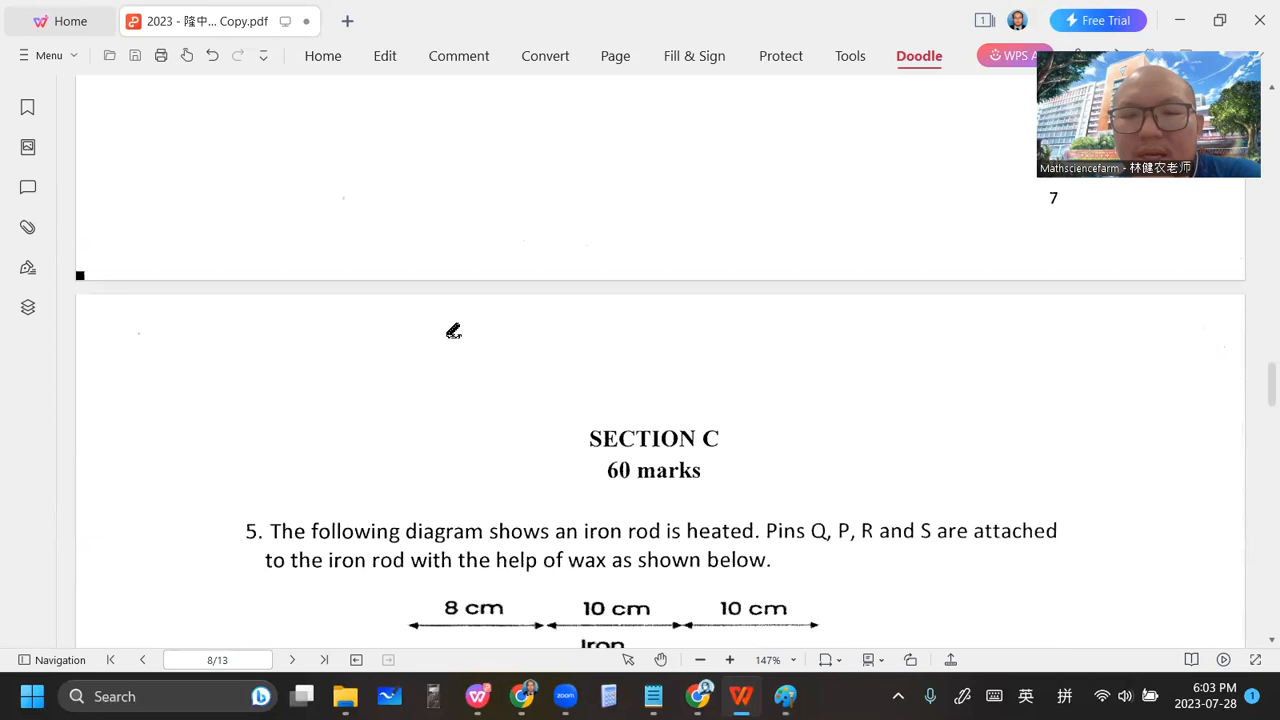 Home
2023 - 隆中... Copy.pdf
1
Free Trial
Menu
Home
Edit
Comment
Convert
Page
Fill & Sign
Protect
Tools
Doodle
WPS A
Mathsciencefarm - 林健农老师
7
SECTION C
60 marks
5. The following diagram shows an iron rod is heated. Pins Q, P, R and S are attached
to the iron rod with the help of wax as shown below.
8 cm
10 cm
10 cm
Iron
Navigation
8/13
147%
Search
英
拼
6:03 PM
2023-07-28
1